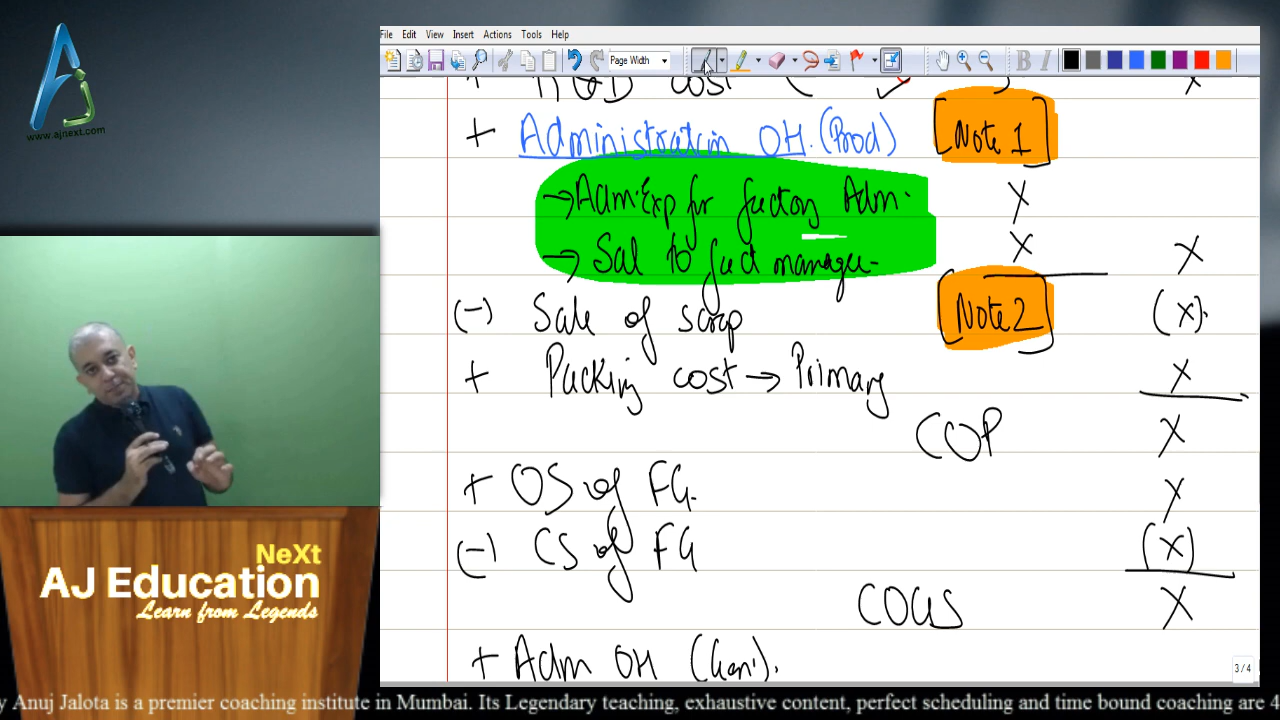 File Edit View Insert Actions Tools Help
Page Width
B I
www.ajnext.com
+ R&D cost ( ) X
+ Administration OH. (Prod) [Note 1]
→ Adm. Exp for factory Adm. X
→ Sal to fact manager X X
(-) Sale of scrap [Note 2] (X)
+ Packing cost → Primary X
COP X
+ OS of FG. X
(-) CS of FG (X)
COGS X
+ Adm OH (Gen).
3/4
NeXt
AJ Education
Learn from Legends
y Anuj Jalota is a premier coaching institute in Mumbai. Its Legendary teaching, exhaustive content, perfect scheduling and time bound coaching are 4